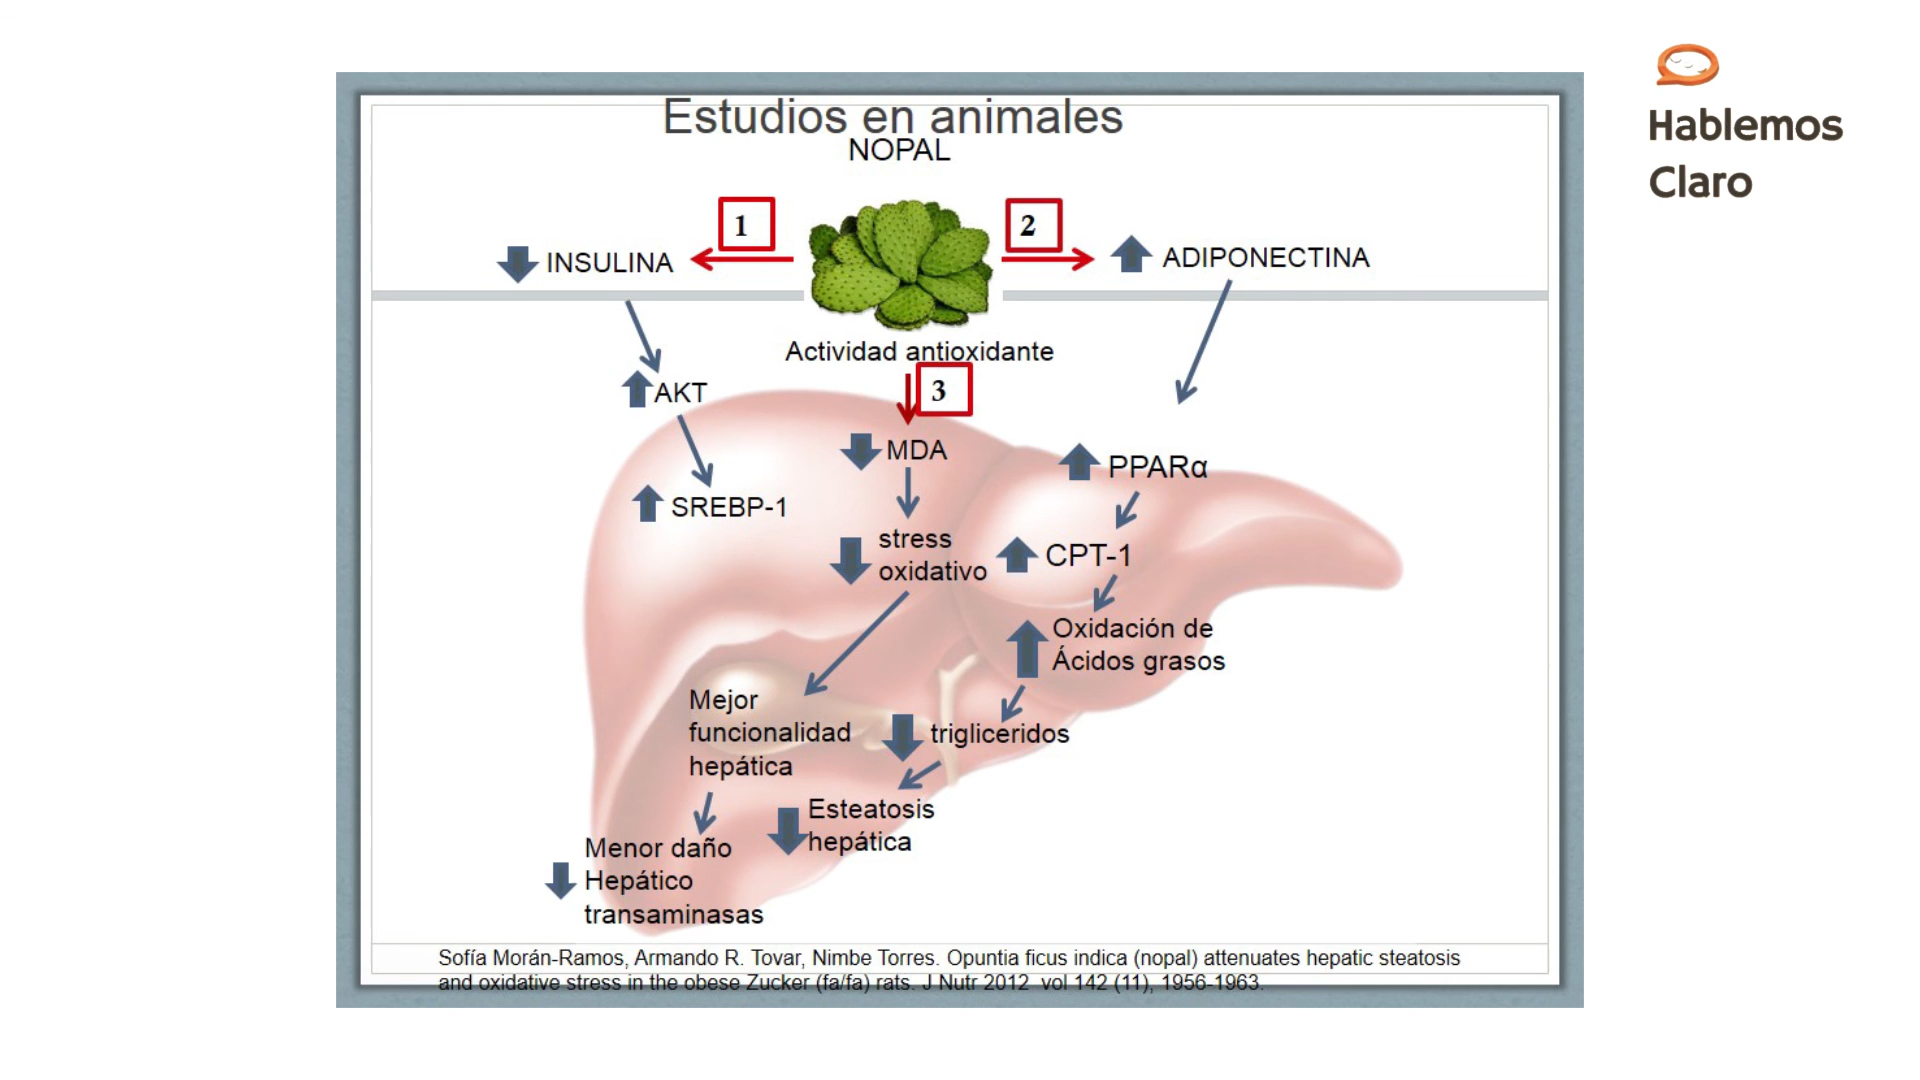 Hablemos
Claro
Estudios en animales
NOPAL
1
2
INSULINA
ADIPONECTINA
Actividad antioxidante
3
AKT
MDA
PPARα
SREBP-1
stress
oxidativo
CPT-1
Oxidación de
Ácidos grasos
Mejor
funcionalidad
hepática
trigliceridos
Esteatosis
hepática
Menor daño
Hepático
transaminasas
Sofía Morán-Ramos, Armando R. Tovar, Nimbe Torres. Opuntia ficus indica (nopal) attenuates hepatic steatosis
and oxidative stress in the obese Zucker (fa/fa) rats. J Nutr 2012 vol 142 (11), 1956-1963.